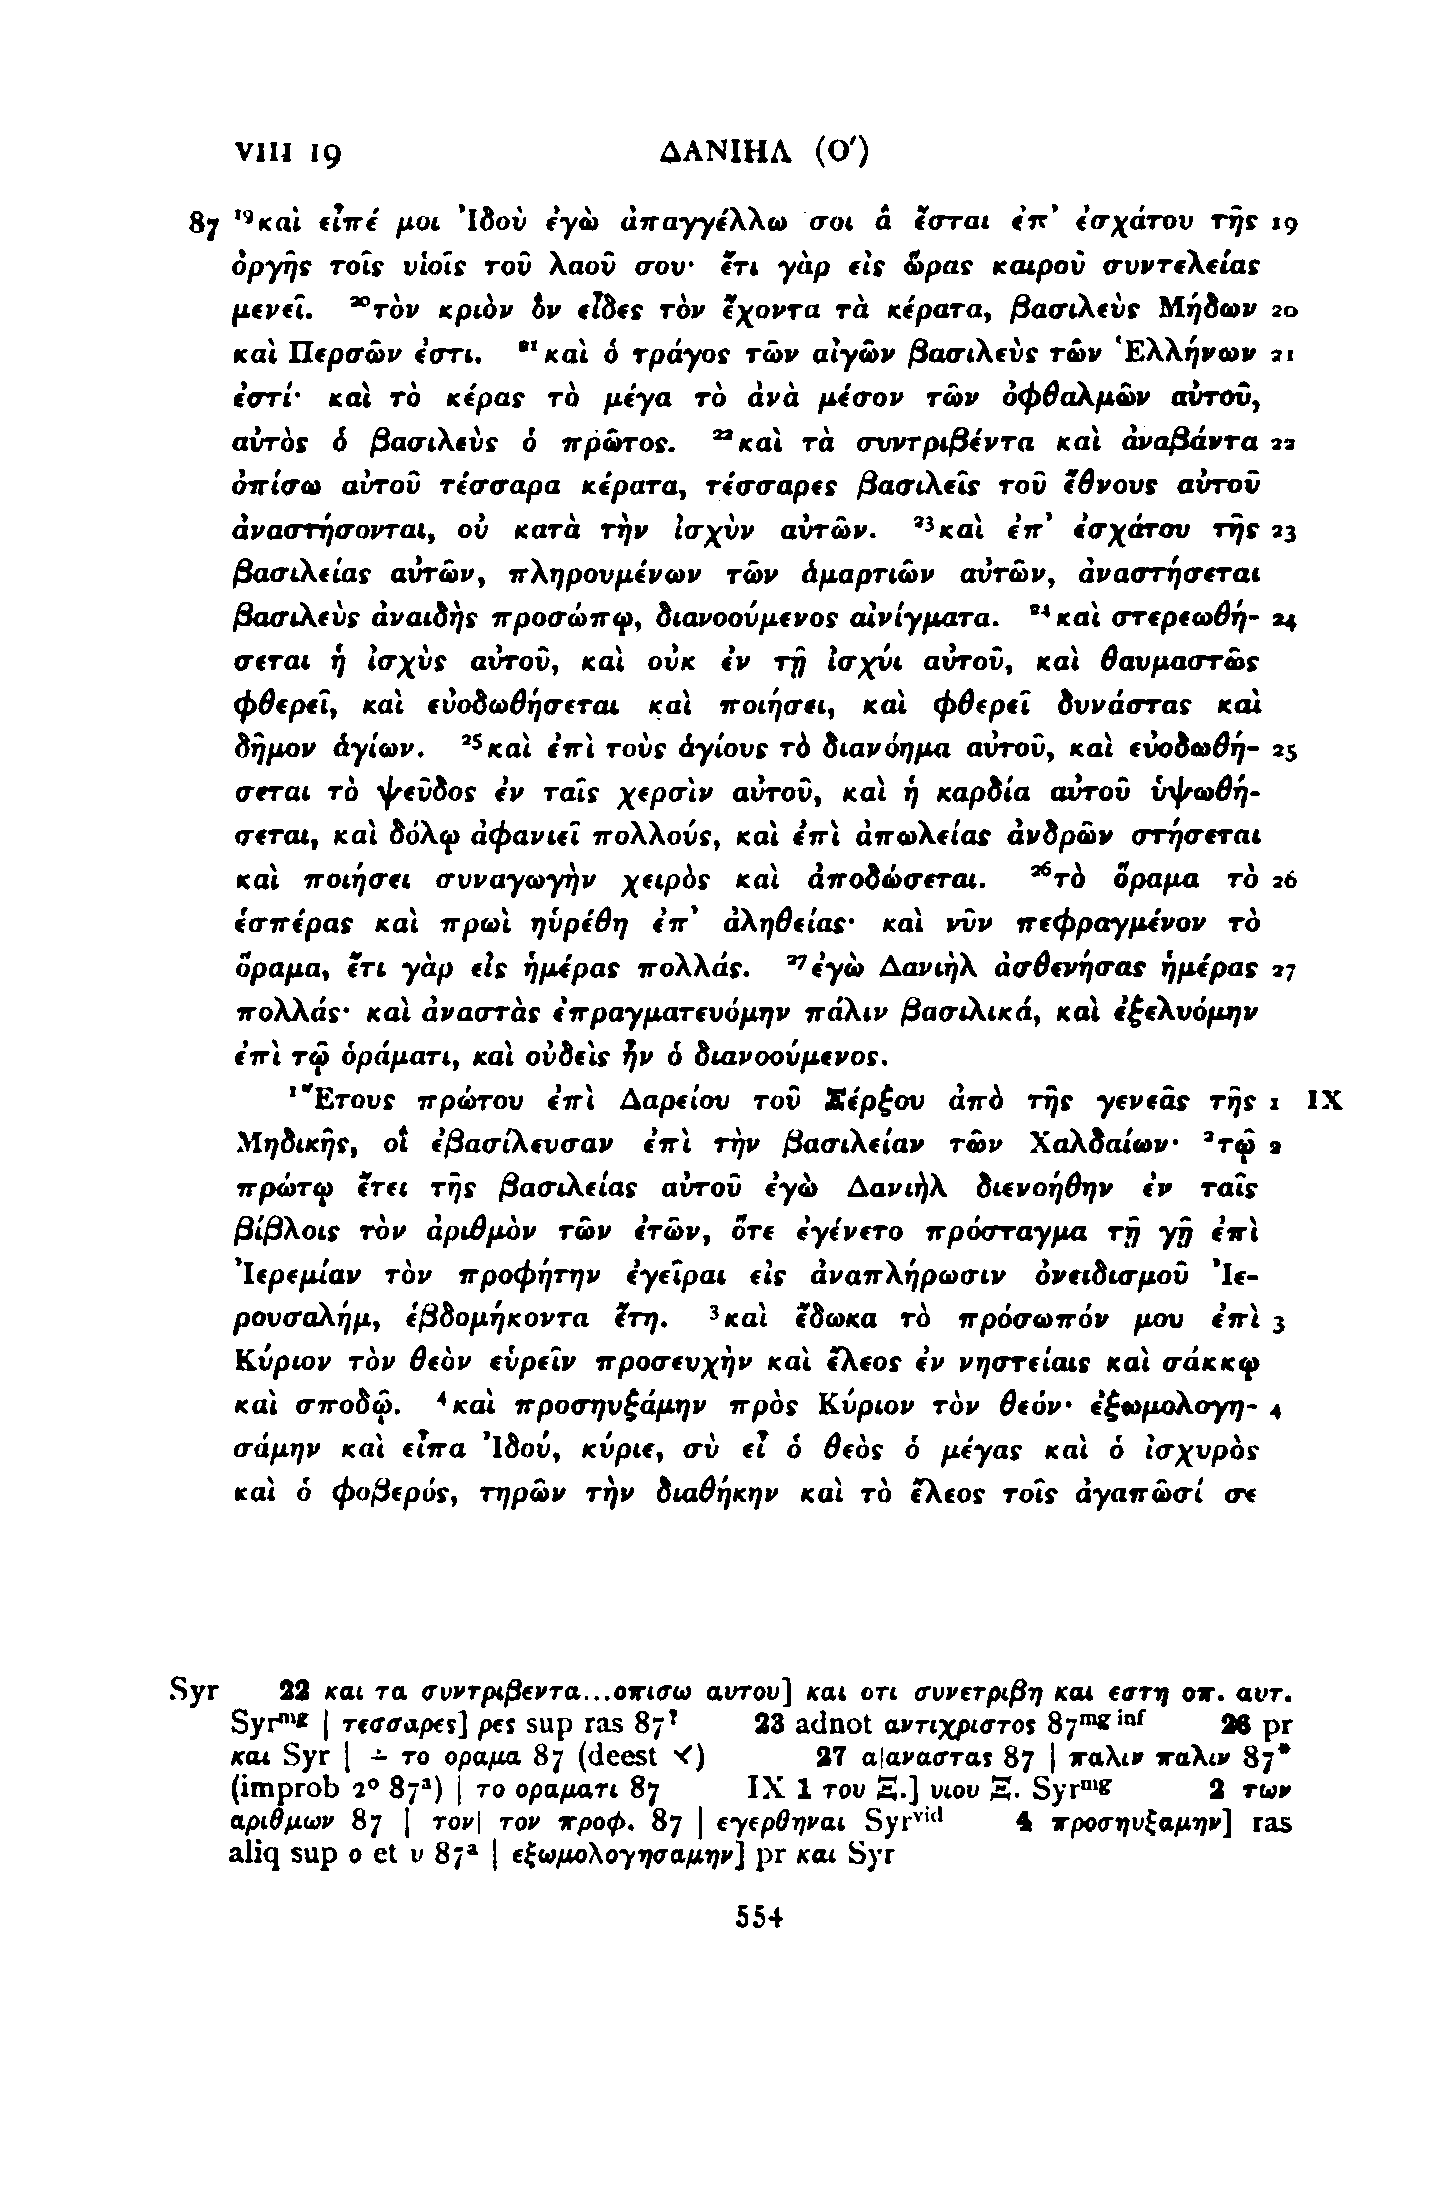 VIII 19 ΔΑΝΙΗΛ (Ο′)
87 ¹⁹καὶ εἶπέ μοι Ἰδοὺ ἐγὼ ἀπαγγέλλω σοι ἃ ἔσται ἐπ’ ἐσχάτου τῆς 19
ὀργῆς τοῖς υἱοῖς τοῦ λαοῦ σου· ἔτι γὰρ εἰς ὥρας καιροῦ συντελείας
μενεῖ. ²⁰τὸν κριὸν ὃν εἶδες τὸν ἔχοντα τὰ κέρατα, βασιλεὺς Μήδων 20
καὶ Περσῶν ἐστι. ²¹καὶ ὁ τράγος τῶν αἰγῶν βασιλεὺς τῶν Ἑλλήνων 21
ἐστί· καὶ τὸ κέρας τὸ μέγα τὸ ἀνὰ μέσον τῶν ὀφθαλμῶν αὐτοῦ,
αὐτὸς ὁ βασιλεὺς ὁ πρῶτος. ²²καὶ τὰ συντριβέντα καὶ ἀναβάντα 22
ὀπίσω αὐτοῦ τέσσαρα κέρατα, τέσσαρες βασιλεῖς τοῦ ἔθνους αὐτοῦ
ἀναστήσονται, οὐ κατὰ τὴν ἰσχὺν αὐτῶν. ²³καὶ ἐπ’ ἐσχάτου τῆς 23
βασιλείας αὐτῶν, πληρουμένων τῶν ἁμαρτιῶν αὐτῶν, ἀναστήσεται
βασιλεὺς ἀναιδὴς προσώπῳ, διανοούμενος αἰνίγματα. ²⁴καὶ στερεωθή- 24
σεται ἡ ἰσχὺς αὐτοῦ, καὶ οὐκ ἐν τῇ ἰσχύι αὐτοῦ, καὶ θαυμαστῶς
φθερεῖ, καὶ εὐοδωθήσεται καὶ ποιήσει, καὶ φθερεῖ δυνάστας καὶ
δῆμον ἁγίων. ²⁵καὶ ἐπὶ τοὺς ἁγίους τὸ διανόημα αὐτοῦ, καὶ εὐοδωθή- 25
σεται τὸ ψεῦδος ἐν ταῖς χερσὶν αὐτοῦ, καὶ ἡ καρδία αὐτοῦ ὑψωθή-
σεται, καὶ δόλῳ ἀφανιεῖ πολλούς, καὶ ἐπὶ ἀπωλείας ἀνδρῶν στήσεται
καὶ ποιήσει συναγωγὴν χειρὸς καὶ ἀποδώσεται. ²⁶τὸ ὅραμα τὸ 26
ἑσπέρας καὶ πρωὶ ηὑρέθη ἐπ’ ἀληθείας· καὶ νῦν πεφραγμένον τὸ
ὅραμα, ἔτι γὰρ εἰς ἡμέρας πολλάς. ²⁷ἐγὼ Δανιὴλ ἀσθενήσας ἡμέρας 27
πολλάς· καὶ ἀναστὰς ἐπραγματευόμην πάλιν βασιλικά, καὶ ἐξελυόμην
ἐπὶ τῷ ὁράματι, καὶ οὐδεὶς ἦν ὁ διανοούμενος.
¹Ἔτους πρώτου ἐπὶ Δαρείου τοῦ Ξέρξου ἀπὸ τῆς γενεᾶς τῆς 1 IX
Μηδικῆς, οἳ ἐβασίλευσαν ἐπὶ τὴν βασιλείαν τῶν Χαλδαίων· ²τῷ 2
πρώτῳ ἔτει τῆς βασιλείας αὐτοῦ ἐγὼ Δανιὴλ διενοήθην ἐν ταῖς
βίβλοις τὸν ἀριθμὸν τῶν ἐτῶν, ὅτε ἐγένετο πρόσταγμα τῇ γῇ ἐπὶ
Ἰερεμίαν τὸν προφήτην ἐγεῖραι εἰς ἀναπλήρωσιν ὀνειδισμοῦ Ἰε-
ρουσαλήμ, ἑβδομήκοντα ἔτη. ³καὶ ἔδωκα τὸ πρόσωπόν μου ἐπὶ 3
Κύριον τὸν θεὸν εὑρεῖν προσευχὴν καὶ ἔλεος ἐν νηστείαις καὶ σάκκῳ
καὶ σποδῷ. ⁴καὶ προσηυξάμην πρὸς Κύριον τὸν θεόν· ἐξωμολογη- 4
σάμην καὶ εἶπα Ἰδού, κύριε, σὺ εἶ ὁ θεὸς ὁ μέγας καὶ ὁ ἰσχυρὸς
καὶ ὁ φοβερός, τηρῶν τὴν διαθήκην καὶ τὸ ἔλεος τοῖς ἀγαπῶσί σε
Syr 22 και τα συντριβεντα...οπισω αυτου] και οτι συνετριβη και εστη οπ. αυτ.
Syrᵐᵍ | τεσσαρες] ρες sup ras 87ˀ 23 adnot αντιχριστος 87ᵐᵍ ⁱⁿᶠ 26 pr
και Syr | ∸ το οραμα 87 (deest ⸔) 27 α|αναστας 87 | παλιν παλιν 87*
(improb 2° 87ᵃ) | το οραματι 87 IX 1 του Ξ.] υιου Ξ. Syrᵐᵍ 2 των
αριθμων 87 | τον| τον προφ. 87 | εγερθηναι Syrᵛⁱᵈ 4 προσηυξαμην] ras
aliq sup ο et υ 87ᵃ | εξωμολογησαμην] pr και Syr
554